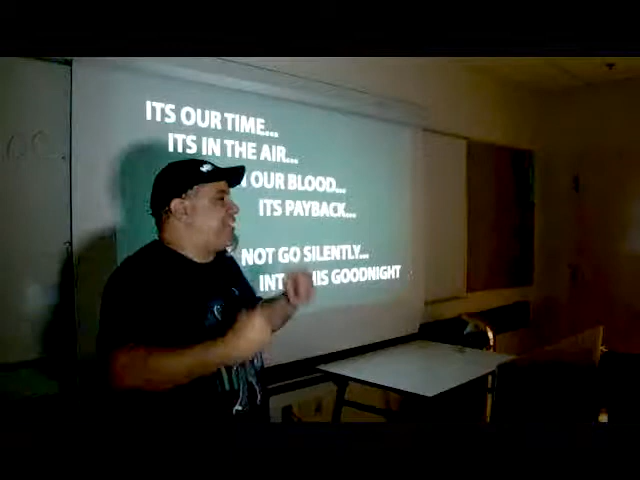 ITS OUR TIME...
ITS IN THE AIR...
OUR BLOOD...
ITS PAYBACK...
NOT GO SILENTLY...
GOODNIGHT